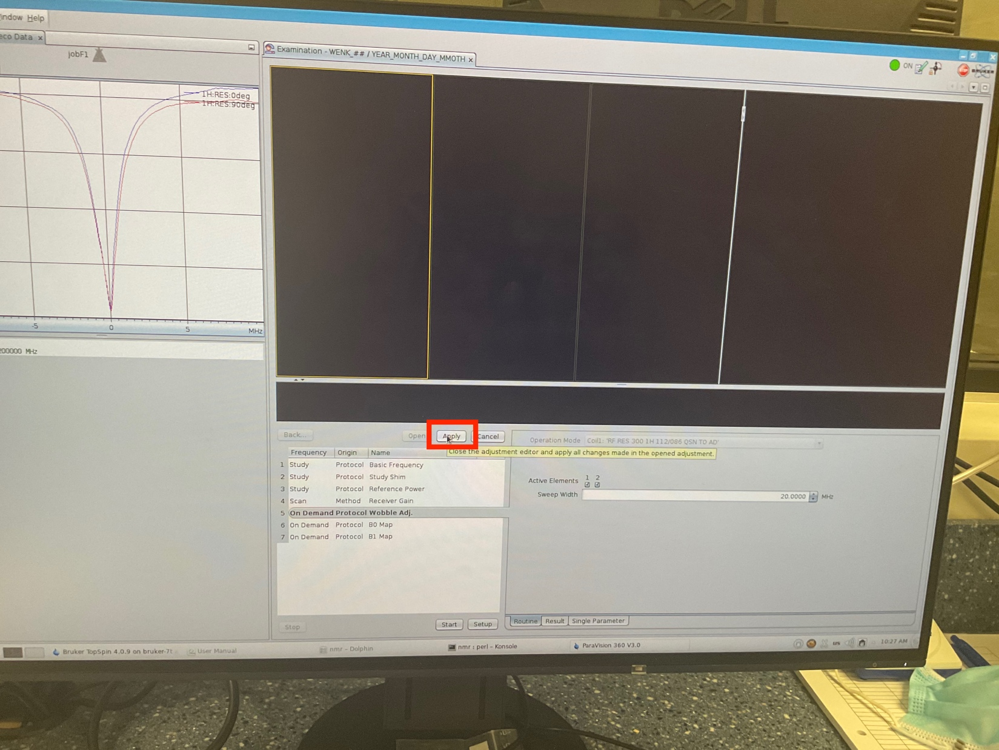 indow Help
eco Data x
jobF1
1H:RES:0deg
1H:RES:90deg
-5 0 5 MHz
200000 MHz
Examination - WENK_## / YEAR_MONTH_DAY_MMOTH x
ON
BRUKER
Back... Open Apply Cancel
Operation Mode Coil1: 'RF RES 300 1H 112/086 QSN TO AD'
Close the adjustment editor and apply all changes made in the opened adjustment.
Frequency Origin Name
1 Study Protocol Basic Frequency
2 Study Protocol Study Shim
3 Study Protocol Reference Power
4 Scan Method Receiver Gain
5 On Demand Protocol Wobble Adj.
6 On Demand Protocol B0 Map
7 On Demand Protocol B1 Map
Active Elements 1 2
Sweep Width 20.0000 MHz
Stop Start Setup
Routine Result Single Parameter
Bruker TopSpin 4.0.9 on bruker-7t
User Manual
nmr - Dolphin
nmr : perl - Konsole
ParaVision 360 V3.0
us
10:27 AM